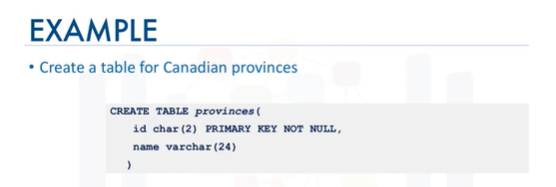 EXAMPLE
• Create a table for Canadian provinces
CREATE TABLE provinces(
id char(2) PRIMARY KEY NOT NULL,
name varchar(24)
)